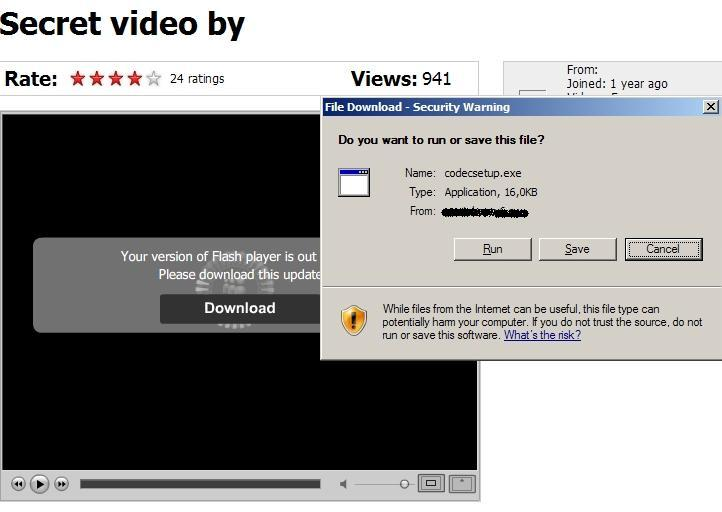 Secret video by
Rate: 24 ratings
Views: 941
From:
Joined: 1 year ago
File Download - Security Warning
Do you want to run or save this file?
Name: codecsetup.exe
Type: Application, 16,0KB
From:
Run Save Cancel
While files from the Internet can be useful, this file type can
potentially harm your computer. If you do not trust the source, do not
run or save this software. What's the risk?
Your version of Flash player is out
Please download this update
Download